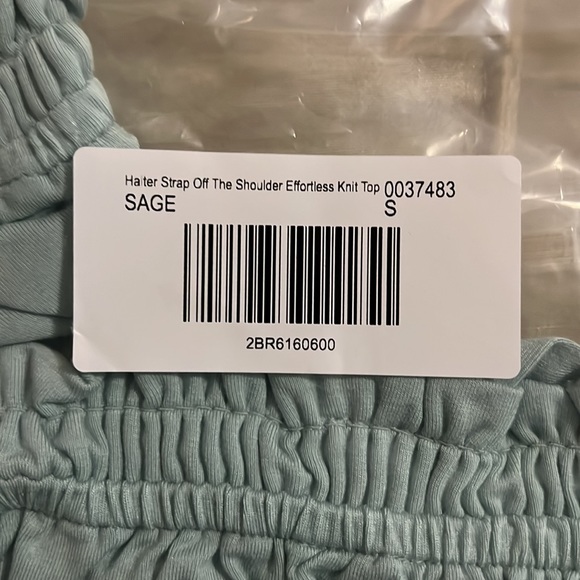 Halter Strap Off The Shoulder Effortless Knit Top 0037483
SAGE S
2BR6160600